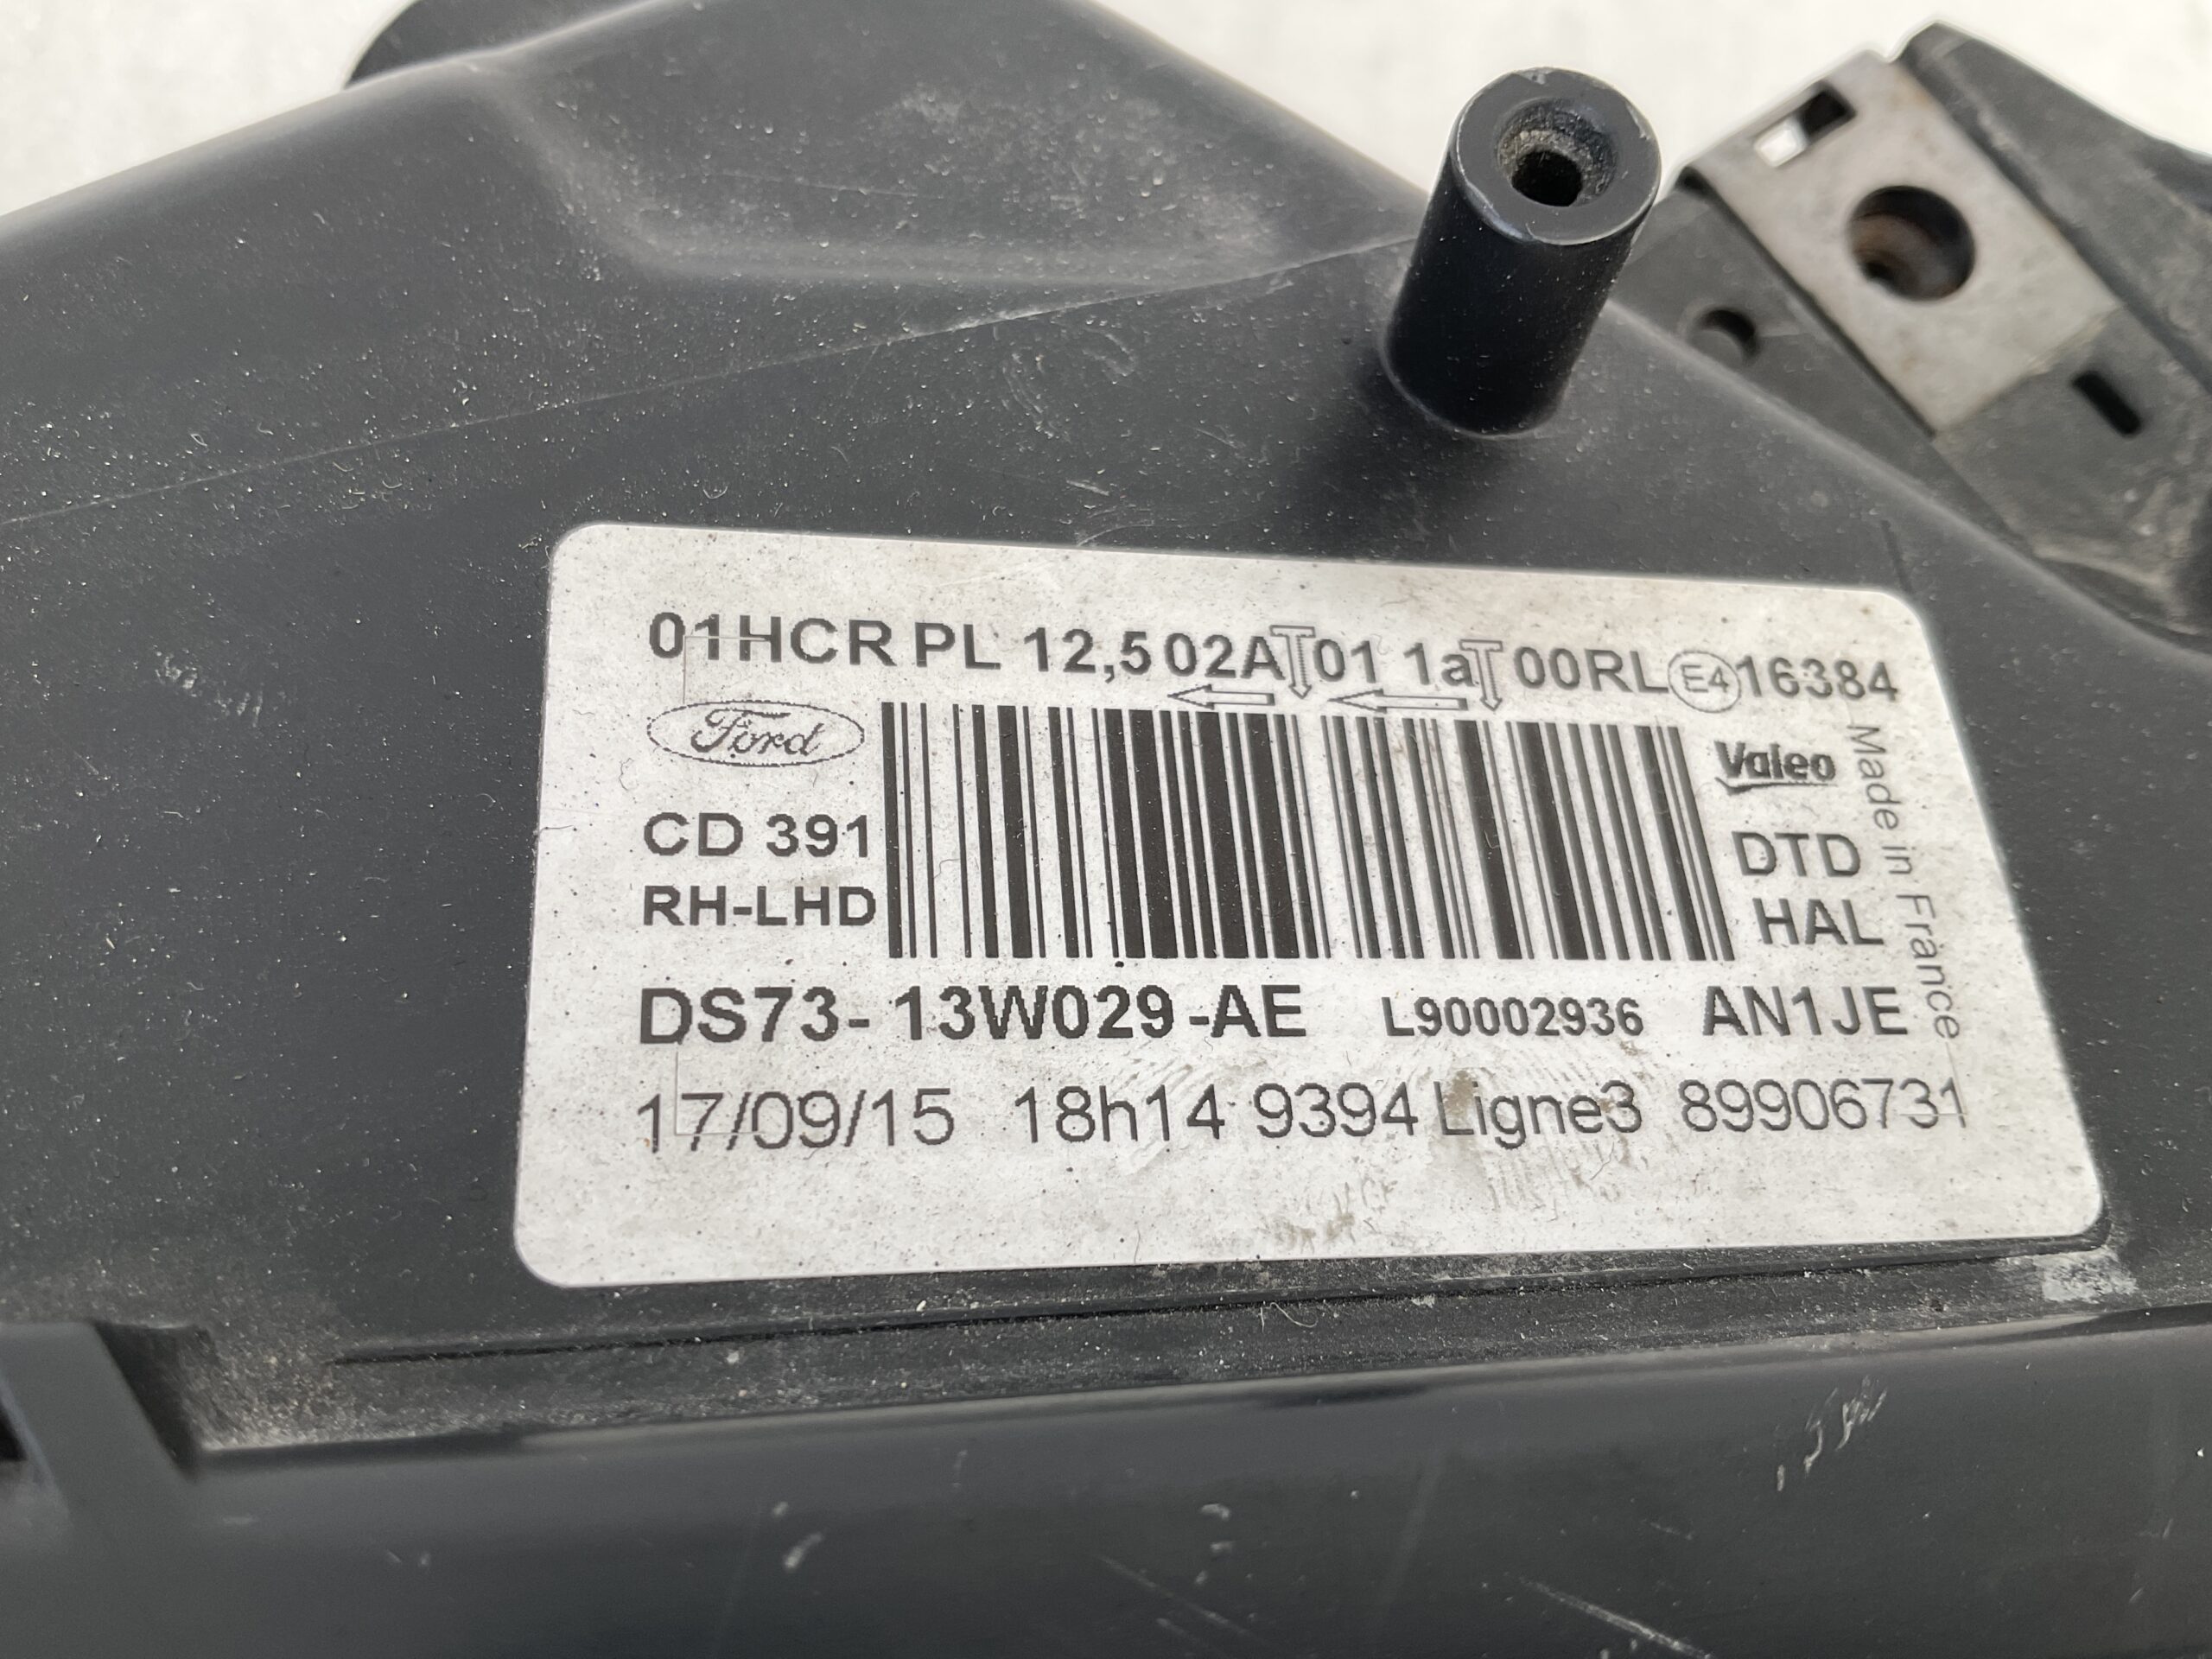 01HCR PL 12,5 02A 01 1a 00RL E4 16384
Ford
Valeo
Made in France
CD 391
DTD
RH-LHD
HAL
DS73- 13W029 -AE L90002936 AN1JE
17/09/15 18h14 9394 Ligne3 89906731